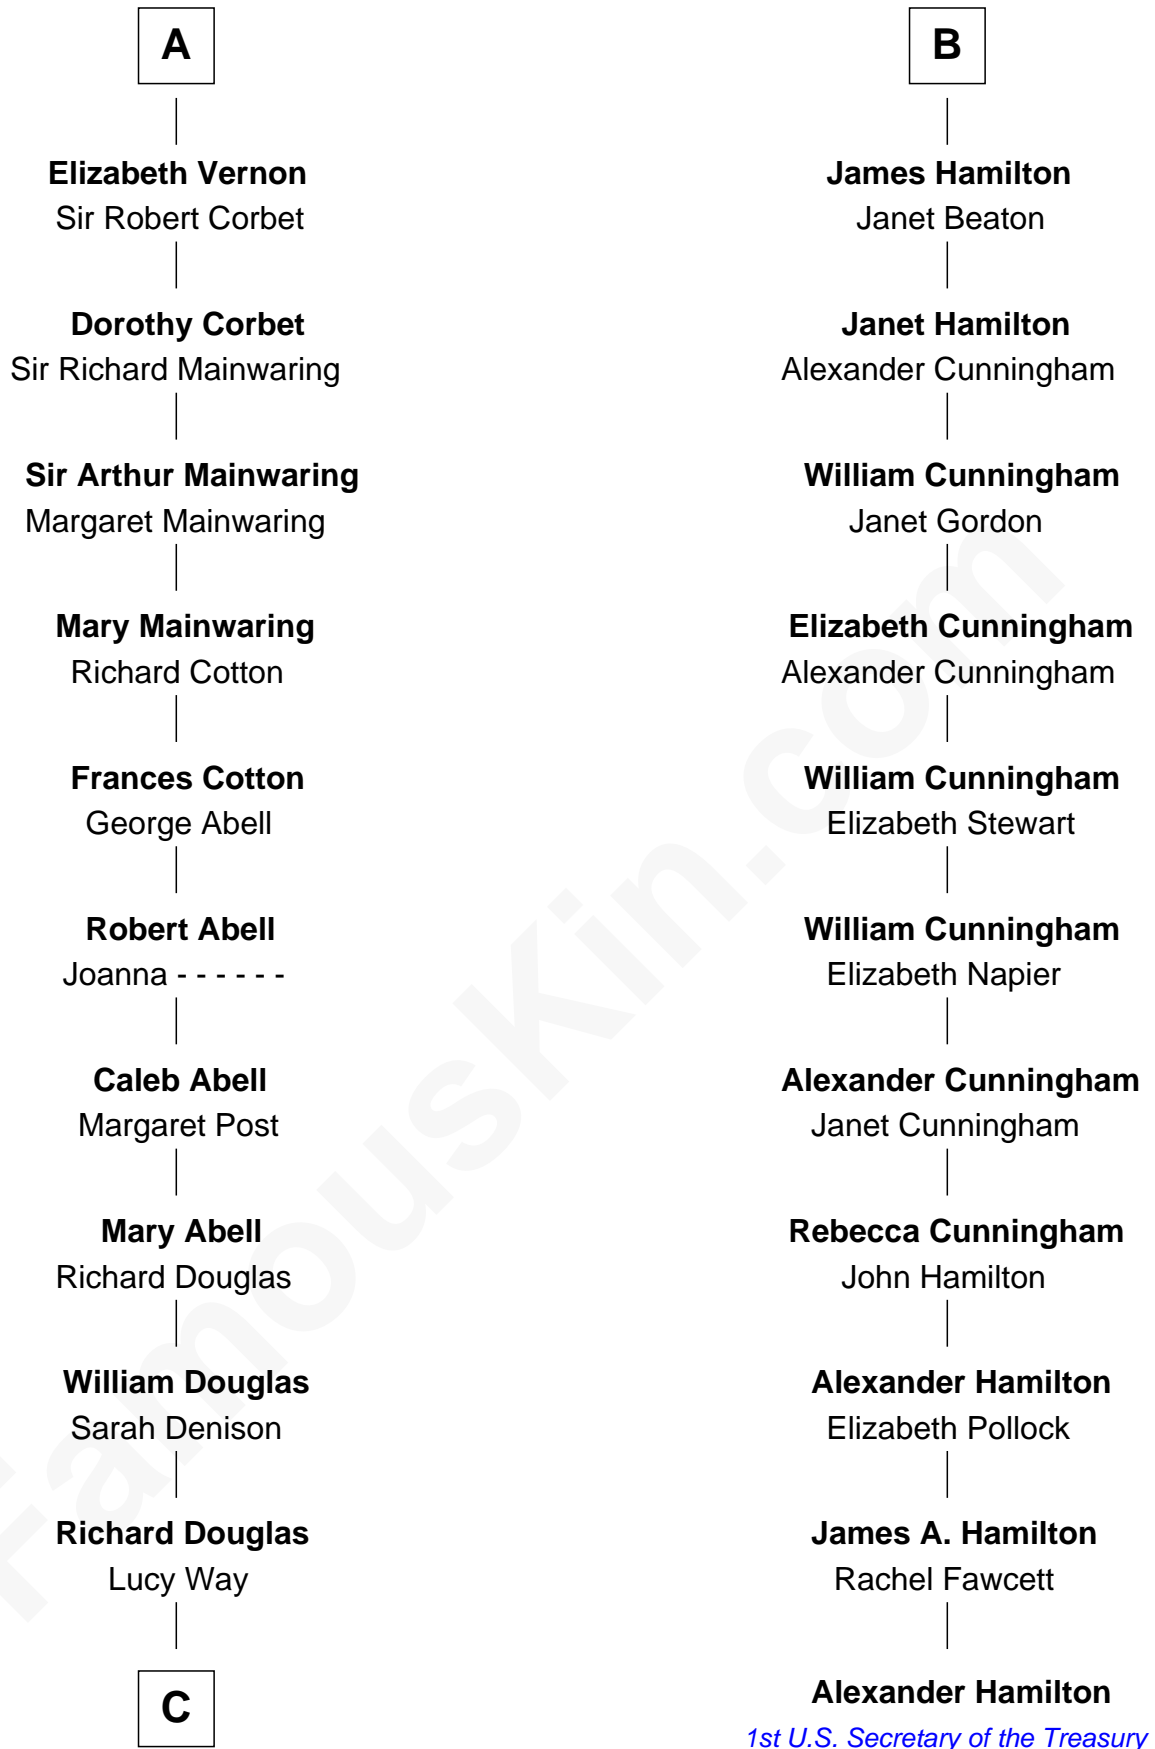 A
Elizabeth Vernon
Sir Robert Corbet
Dorothy Corbet
Sir Richard Mainwaring
Sir Arthur Mainwaring
Margaret Mainwaring
Mary Mainwaring
Richard Cotton
Frances Cotton
George Abell
Robert Abell
Joanna - - - - - -
Caleb Abell
Margaret Post
Mary Abell
Richard Douglas
William Douglas
Sarah Denison
Richard Douglas
Lucy Way
C
B
James Hamilton
Janet Beaton
Janet Hamilton
Alexander Cunningham
William Cunningham
Janet Gordon
Elizabeth Cunningham
Alexander Cunningham
William Cunningham
Elizabeth Stewart
William Cunningham
Elizabeth Napier
Alexander Cunningham
Janet Cunningham
Rebecca Cunningham
John Hamilton
Alexander Hamilton
Elizabeth Pollock
James A. Hamilton
Rachel Fawcett
Alexander Hamilton
1st U.S. Secretary of the Treasury
FamousKin.com